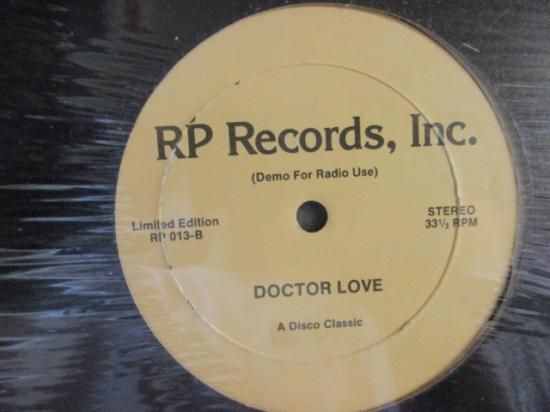 RP Records, Inc.
(Demo For Radio Use)
Limited Edition
RP 013-B
STEREO
33⅓ RPM
DOCTOR LOVE
A Disco Classic